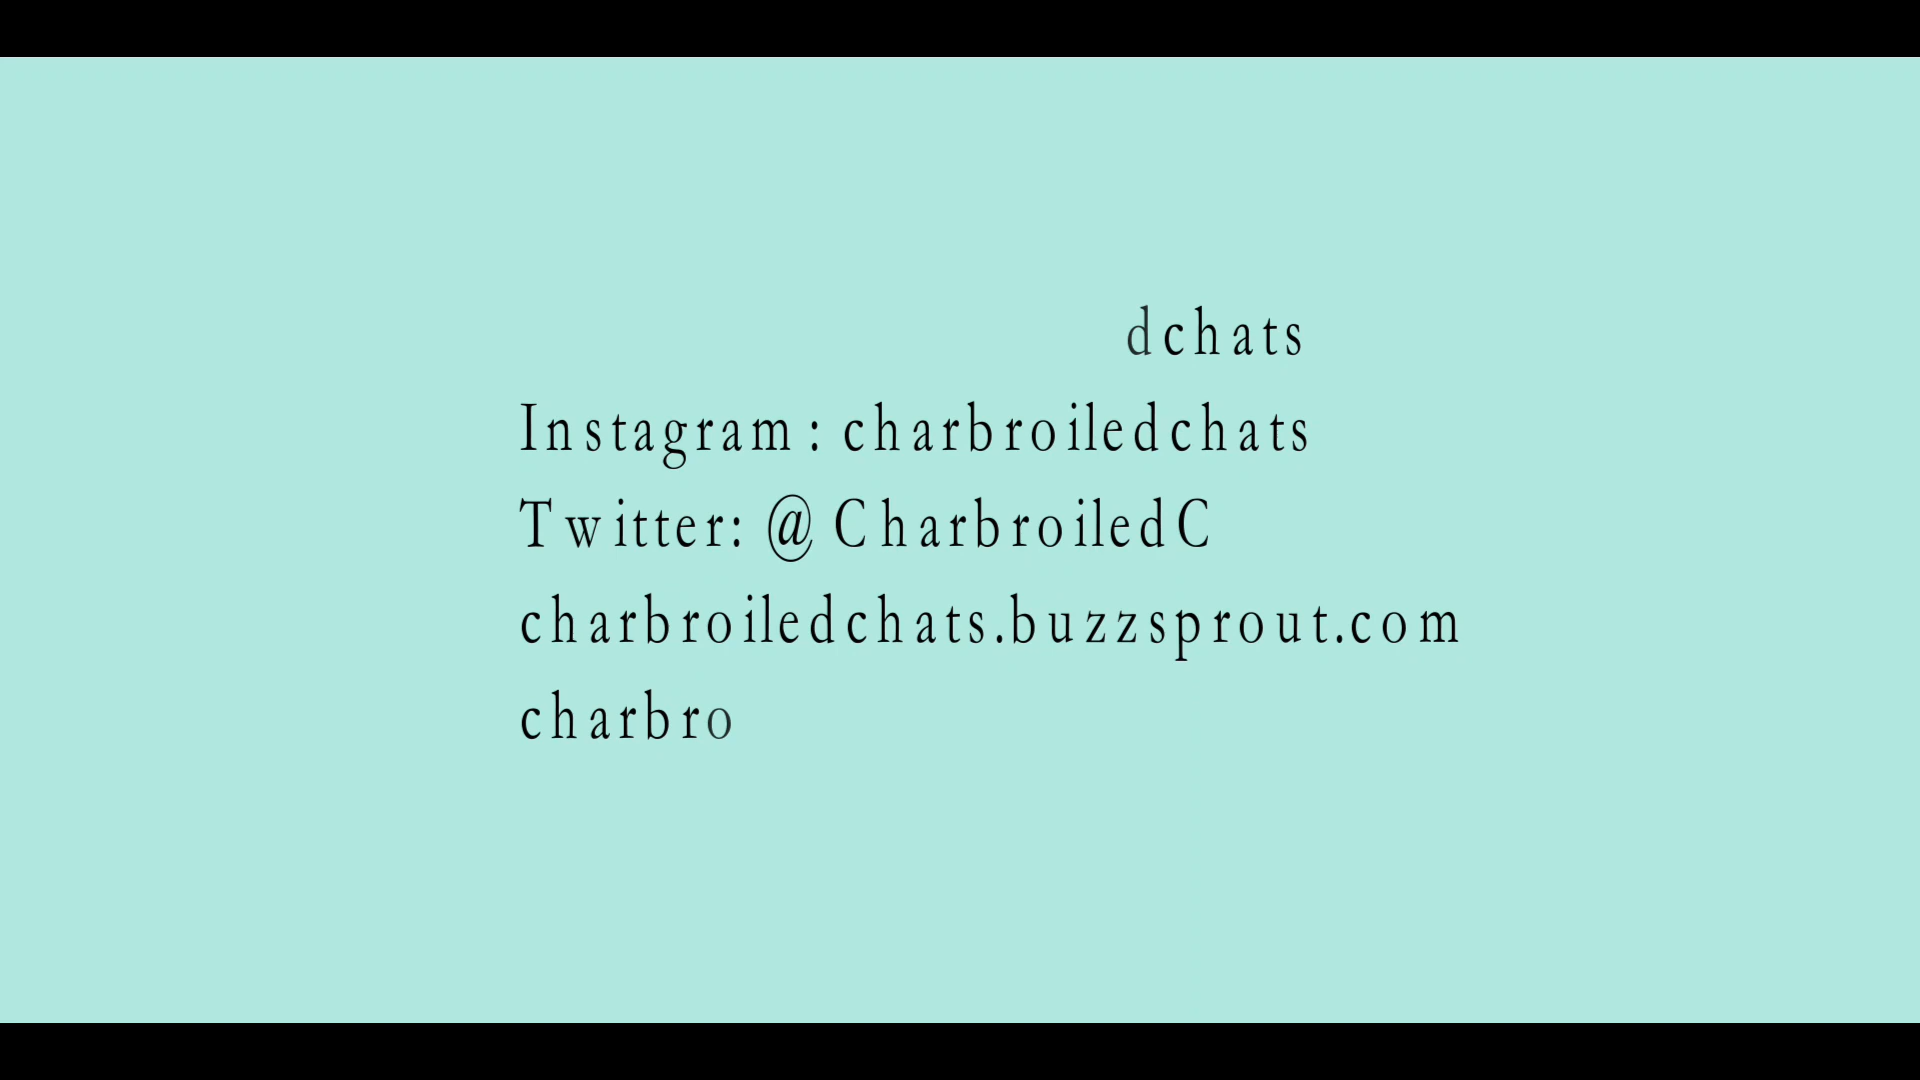 dchats
Instagram: charbroiledchats
Twitter: @CharbroiledC
charbroiledchats.buzzsprout.com
charbro